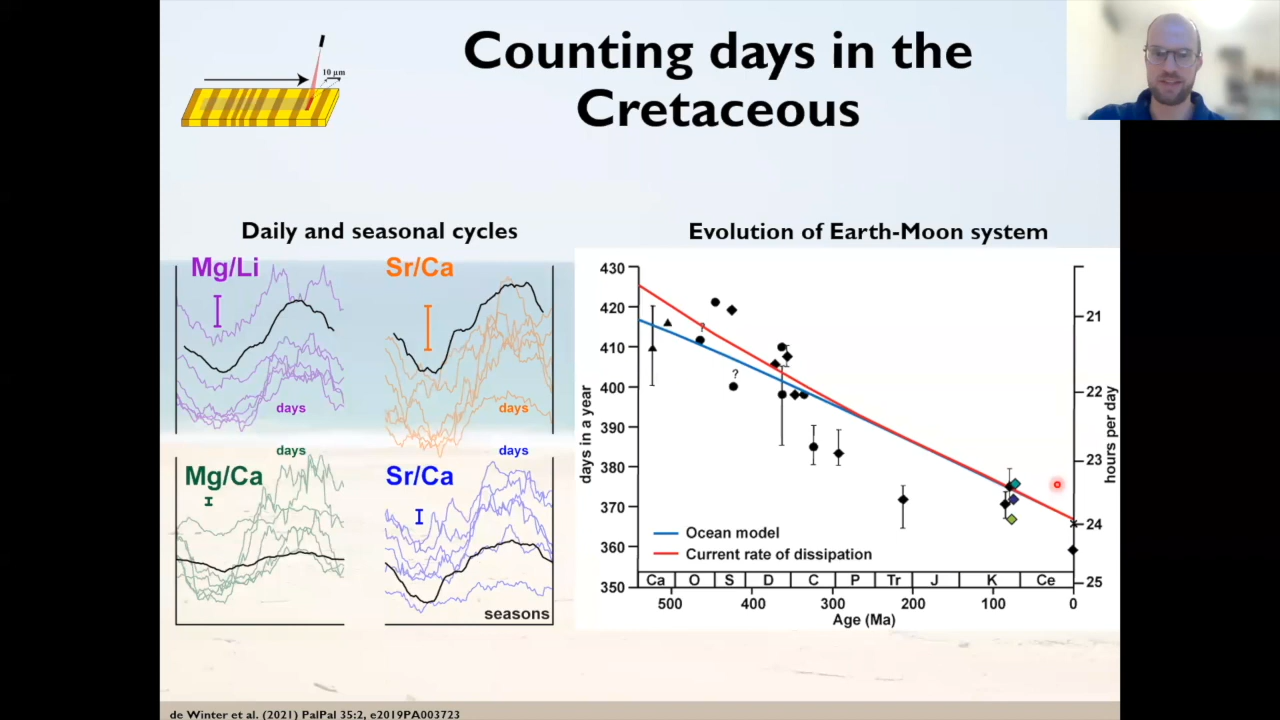 10 µm
Counting days in the
Cretaceous
Daily and seasonal cycles
Mg/Li
Sr/Ca
days
days
Mg/Ca
days
Sr/Ca
days
seasons
Evolution of Earth-Moon system
430
420
410
400
390
380
370
360
350
days in a year
?
?
21
22
23
24
25
hours per day
Ocean model
Current rate of dissipation
Ca O S D C P Tr J K Ce
500 400 300 200 100 0
Age (Ma)
de Winter et al. (2021) PalPal 35:2, e2019PA003723